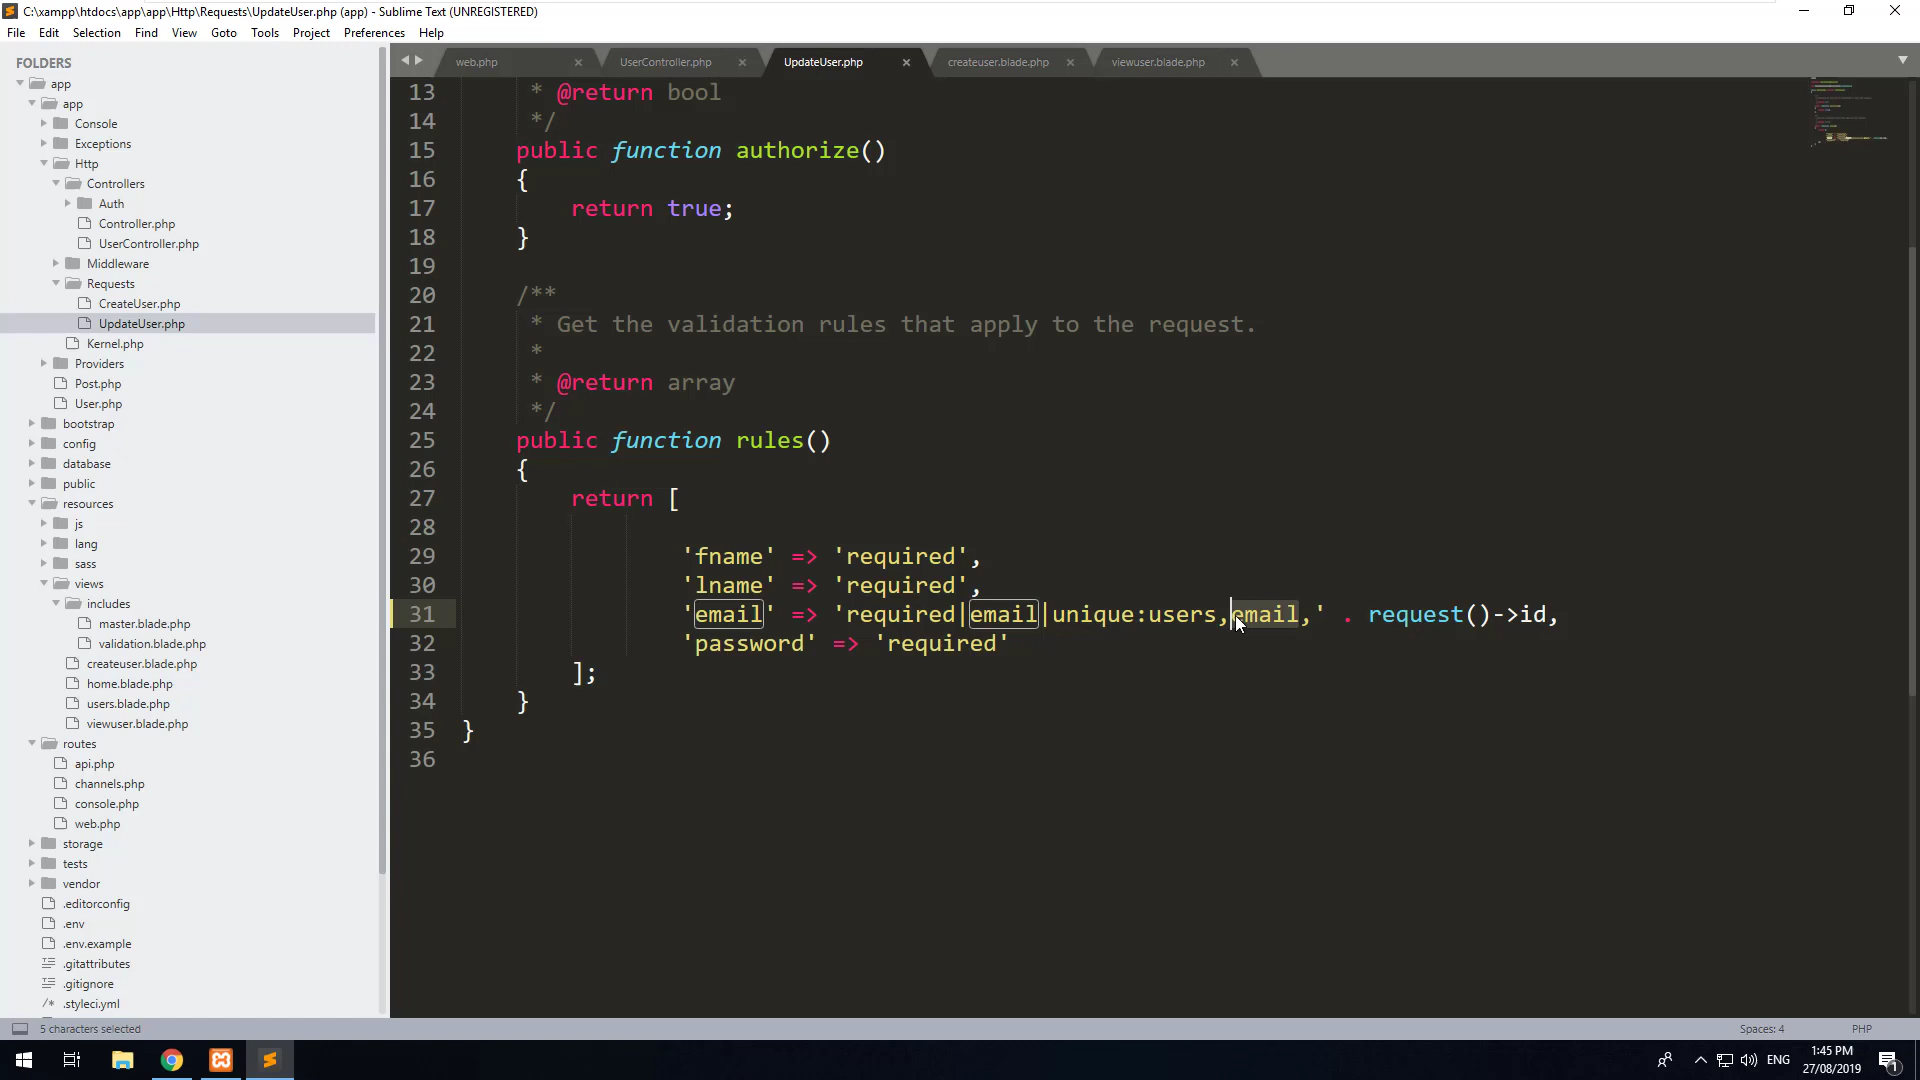 C:\xampp\htdocs\app\app\Http\Requests\UpdateUser.php (app) - Sublime Text (UNREGISTERED)
File Edit Selection Find View Goto Tools Project Preferences Help
FOLDERS
app
app
Console
Exceptions
Http
Controllers
Auth
Controller.php
UserController.php
Middleware
Requests
CreateUser.php
UpdateUser.php
Kernel.php
Providers
Post.php
User.php
bootstrap
config
database
public
resources
js
lang
sass
views
includes
master.blade.php
validation.blade.php
createuser.blade.php
home.blade.php
users.blade.php
viewuser.blade.php
routes
api.php
channels.php
console.php
web.php
storage
tests
vendor
.editorconfig
.env
.env.example
.gitattributes
.gitignore
.styleci.yml
web.php UserController.php UpdateUser.php createuser.blade.php viewuser.blade.php
13 * @return bool
14 */
15 public function authorize()
16 {
17 return true;
18 }
19
20 /**
21 * Get the validation rules that apply to the request.
22 *
23 * @return array
24 */
25 public function rules()
26 {
27 return [
28
29 'fname' => 'required',
30 'lname' => 'required',
31 'email' => 'required|email|unique:users,email,' . request()->id,
32 'password' => 'required'
33 ];
34 }
35 }
36
5 characters selected Spaces: 4 PHP
ENG 1:45 PM
27/08/2019 1